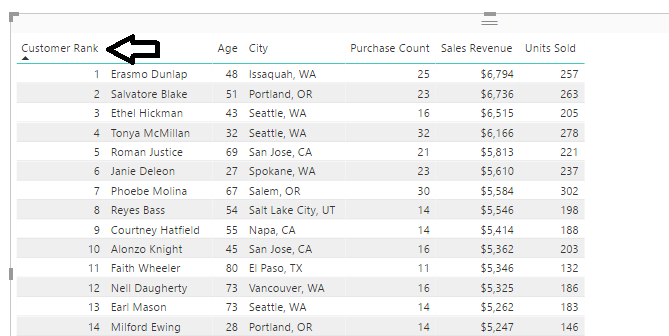 Customer Rank Age City Purchase Count Sales Revenue Units Sold
1 Erasmo Dunlap 48 Issaquah, WA 25 $6,794 257
2 Salvatore Blake 51 Portland, OR 23 $6,736 263
3 Ethel Hickman 43 Seattle, WA 16 $6,515 205
4 Tonya McMillan 32 Seattle, WA 32 $6,166 278
5 Roman Justice 69 San Jose, CA 21 $5,813 221
6 Janie Deleon 27 Spokane, WA 23 $5,610 237
7 Phoebe Molina 67 Salem, OR 30 $5,584 302
8 Reyes Bass 54 Salt Lake City, UT 14 $5,546 198
9 Courtney Hatfield 55 Napa, CA 14 $5,414 188
10 Alonzo Knight 45 San Jose, CA 16 $5,362 203
11 Faith Wheeler 80 El Paso, TX 11 $5,346 132
12 Nell Daugherty 73 Vancouver, WA 16 $5,325 186
13 Earl Mason 73 Seattle, WA 14 $5,262 183
14 Milford Ewing 28 Portland, OR 14 $5,247 146